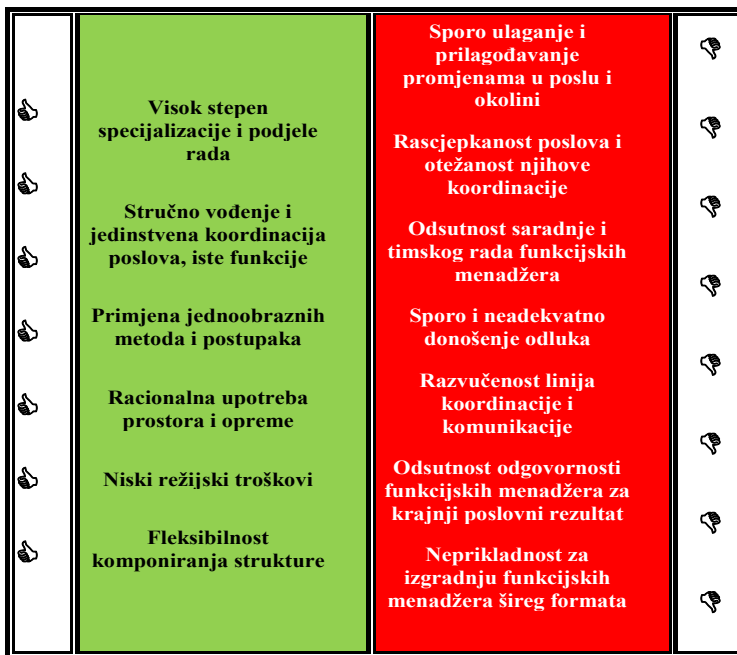 Visok stepen
specijalizacije i podjele
rada
Stručno vođenje i
jedinstvena koordinacija
poslova, iste funkcije
Primjena jednoobraznih
metoda i postupaka
Racionalna upotreba
prostora i opreme
Niski režijski troškovi
Fleksibilnost
komponiranja strukture
Sporo ulaganje i
prilagođavanje
promjenama u poslu i
okolini
Rascjepkanost poslova i
otežanost njihove
koordinacije
Odsutnost saradnje i
timskog rada funkcijskih
menadžera
Sporo i neadekvatno
donošenje odluka
Razvučenost linija
koordinacije i
komunikacije
Odsutnost odgovornosti
funkcijskih menadžera za
krajnji poslovni rezultat
Neprikladnost za
izgradnju funkcijskih
menadžera šireg formata